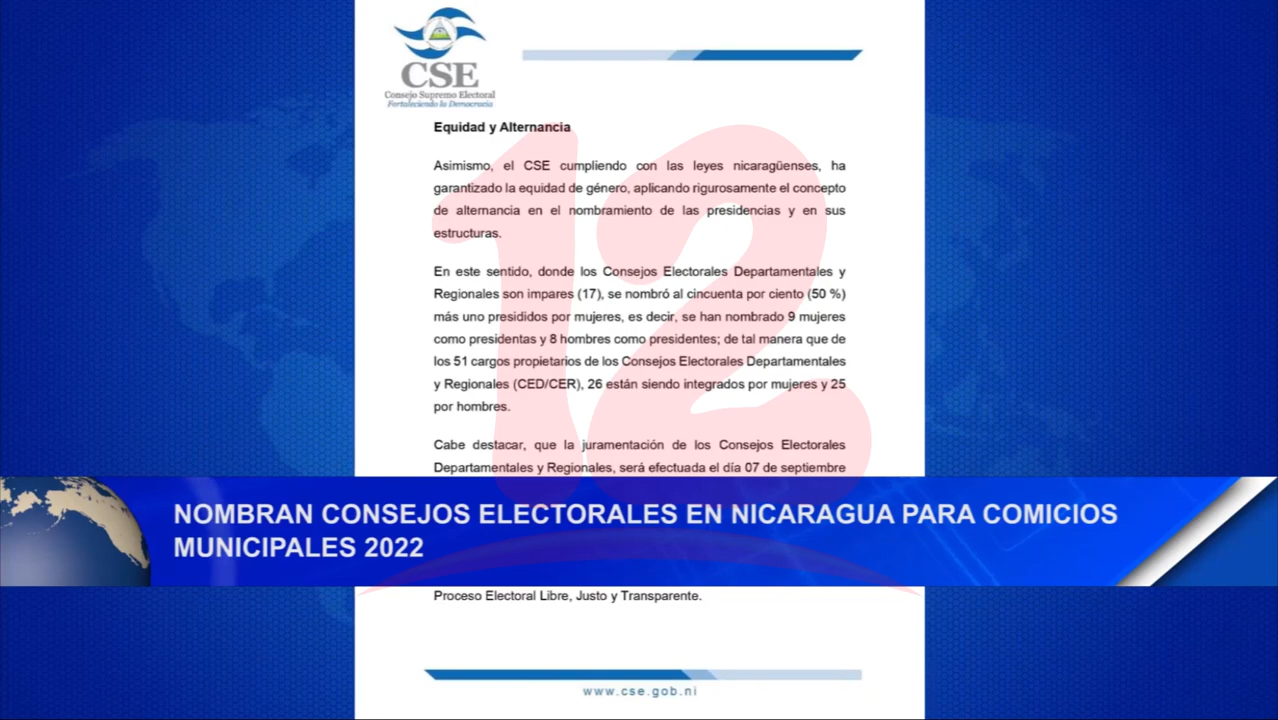 CSE
Consejo Supremo Electoral
Fortaleciendo la Democracia
Equidad y Alternancia
Asimismo, el CSE cumpliendo con las leyes nicaragüenses, ha
garantizado la equidad de género, aplicando rigurosamente el concepto
de alternancia en el nombramiento de las presidencias y en sus
estructuras.
En este sentido, donde los Consejos Electorales Departamentales y
Regionales son impares (17), se nombró al cincuenta por ciento (50 %)
más uno presididos por mujeres, es decir, se han nombrado 9 mujeres
como presidentas y 8 hombres como presidentes; de tal manera que de
los 51 cargos propietarios de los Consejos Electorales Departamentales
y Regionales (CED/CER), 26 están siendo integrados por mujeres y 25
por hombres.
Cabe destacar, que la juramentación de los Consejos Electorales
Departamentales y Regionales, será efectuada el día 07 de septiembre
12
NOMBRAN CONSEJOS ELECTORALES EN NICARAGUA PARA COMICIOS
MUNICIPALES 2022
Proceso Electoral Libre, Justo y Transparente.
www.cse.gob.ni